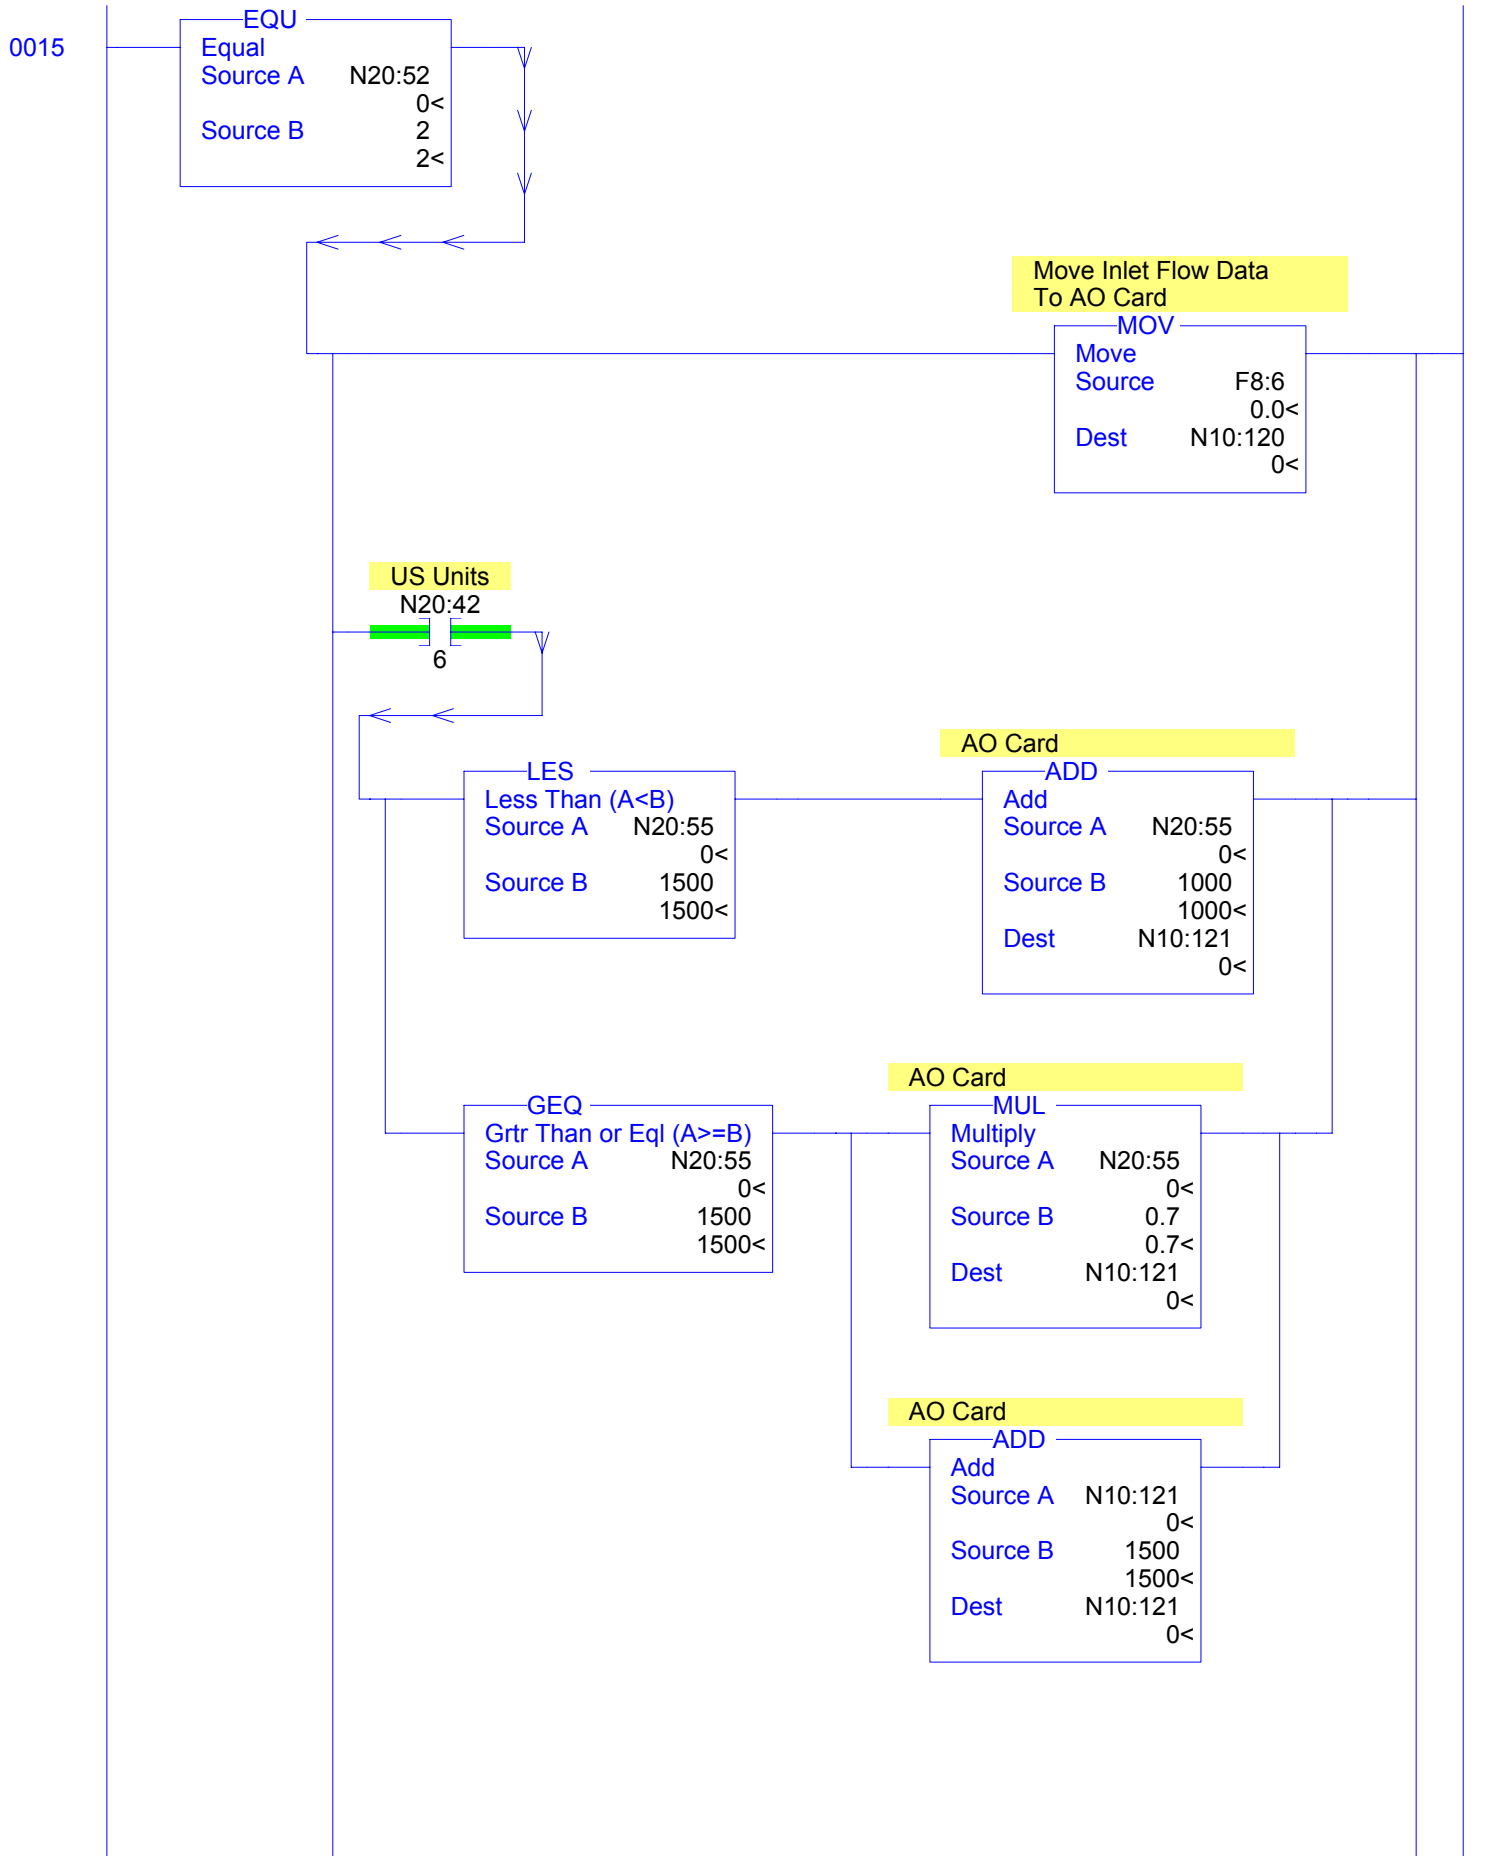 EQU
0015
Equal
Source A N20:52
0<
Source B 2
2<
Move Inlet Flow Data
To AO Card
MOV
Move
Source F8:6
0.0<
Dest N10:120
0<
US Units
N20:42
6
AO Card
LES
Less Than (A<B)
Source A N20:55
0<
Source B 1500
1500<
ADD
Add
Source A N20:55
0<
Source B 1000
1000<
Dest N10:121
0<
AO Card
GEQ
Grtr Than or Eql (A>=B)
Source A N20:55
0<
Source B 1500
1500<
MUL
Multiply
Source A N20:55
0<
Source B 0.7
0.7<
Dest N10:121
0<
AO Card
ADD
Add
Source A N10:121
0<
Source B 1500
1500<
Dest N10:121
0<